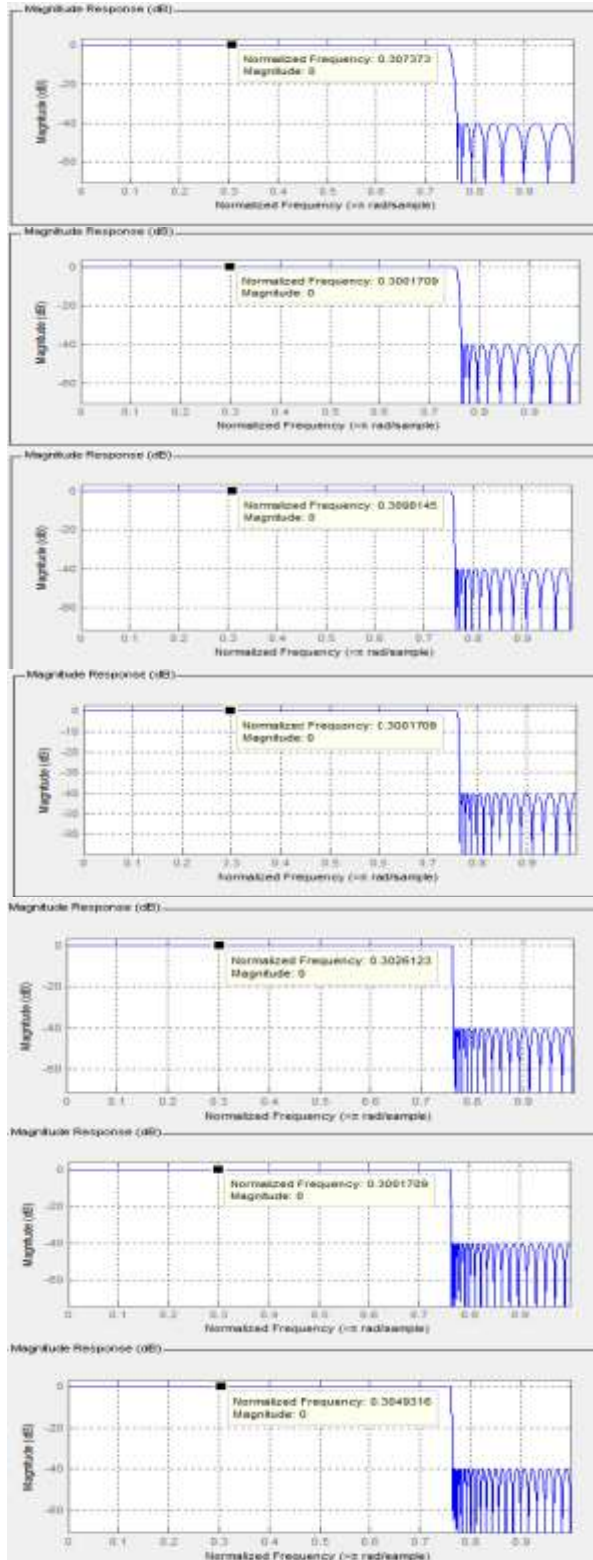 Magnitude Response (dB)
0
-20
-40
-60
Magnitude (dB)
Normalized Frequency: 0.307373
Magnitude: 0
0 0.1 0.2 0.3 0.4 0.5 0.6 0.7 0.8 0.9
Normalized Frequency (×π rad/sample)
Magnitude Response (dB)
0
-20
-40
-60
Magnitude (dB)
Normalized Frequency: 0.3001709
Magnitude: 0
0 0.1 0.2 0.3 0.4 0.5 0.6 0.7 0.8 0.9
Normalized Frequency (×π rad/sample)
Magnitude Response (dB)
0
-20
-40
-60
Magnitude (dB)
Normalized Frequency:
Magnitude: 0
0 0.1 0.2 0.3 0.4 0.5 0.6 0.7 0.8 0.9
Normalized Frequency (×π rad/sample)
Magnitude Response (dB)
0
-10
-20
-30
-40
-50
Magnitude (dB)
Normalized Frequency: 0.3001709
Magnitude: 0
0 0.1 0.2 0.3 0.4 0.5 0.6 0.7 0.8 0.9
Normalized Frequency (×π rad/sample)
Magnitude Response (dB)
0
-20
-40
-60
Magnitude (dB)
Normalized Frequency: 0.3026123
Magnitude: 0
0 0.1 0.2 0.3 0.4 0.5 0.6 0.7 0.8 0.9
Normalized Frequency (×π rad/sample)
Magnitude Response (dB)
0
-20
-40
-60
Magnitude (dB)
Normalized Frequency: 0.3001709
Magnitude: 0
0 0.1 0.2 0.3 0.4 0.5 0.6 0.7 0.8 0.9
Normalized Frequency (×π rad/sample)
Magnitude Response (dB)
0
-20
-40
-60
Magnitude (dB)
Normalized Frequency: 0.3049316
Magnitude: 0
0 0.1 0.2 0.3 0.4 0.5 0.6 0.7 0.8 0.9
Normalized Frequency (×π rad/sample)